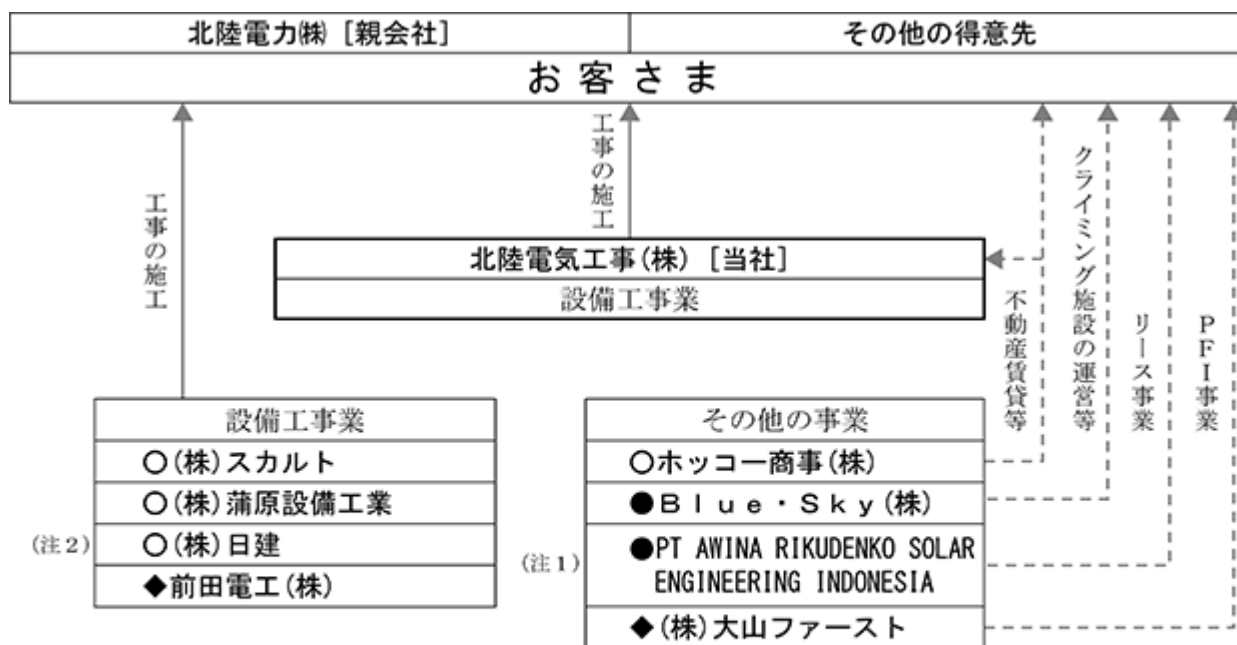 北陸電力㈱［親会社］
その他の得意先
お客さま
工事の施工
工事の施工
不動産賃貸等
クライミング施設の運営等
リース事業
ＰＦＩ事業
北陸電気工事(株)［当社］
設備工事業
設備工事業
○(株)スカルト
○(株)蒲原設備工業
(注２)
○(株)日建
◆前田電工(株)
その他の事業
○ホッコー商事(株)
●Ｂｌｕｅ・Ｓｋｙ(株)
(注１)
●PT AWINA RIKUDENKO SOLAR
ENGINEERING INDONESIA
◆(株)大山ファースト